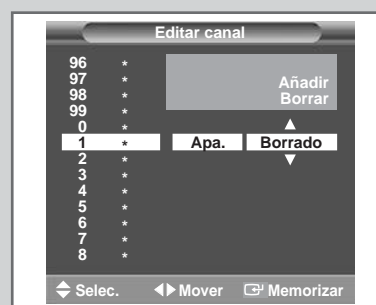 Editar canal
96 *
97 * Añadir
98 * Borrar
99 *
0 *
1 * Apa. Borrado
2 *
3 *
4 *
5 *
6 *
7 *
8 *
Selec. Mover Memorizar